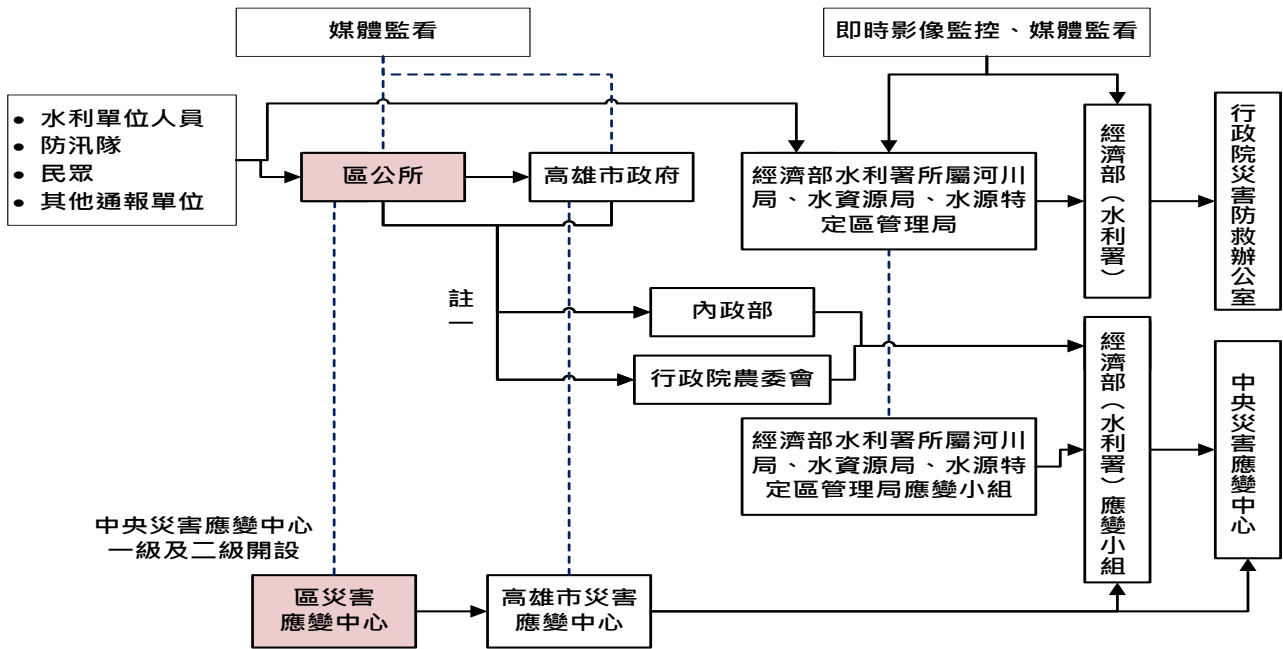 媒體監看
即時影像監控、媒體監看
• 水利單位人員
• 防汛隊
• 民眾
• 其他通報單位
區公所
高雄市政府
經濟部水利署所屬河川
局、水資源局、水源特
定區管理局
經濟部（水利署）
行政院災害防救辦公室
註一
內政部
行政院農委會
經濟部水利署所屬河川
局、水資源局、水源特
定區管理局應變小組
經濟部（水利署）應變小組
中央災害應變中心
中央災害應變中心
一級及二級開設
區災害
應變中心
高雄市災害
應變中心